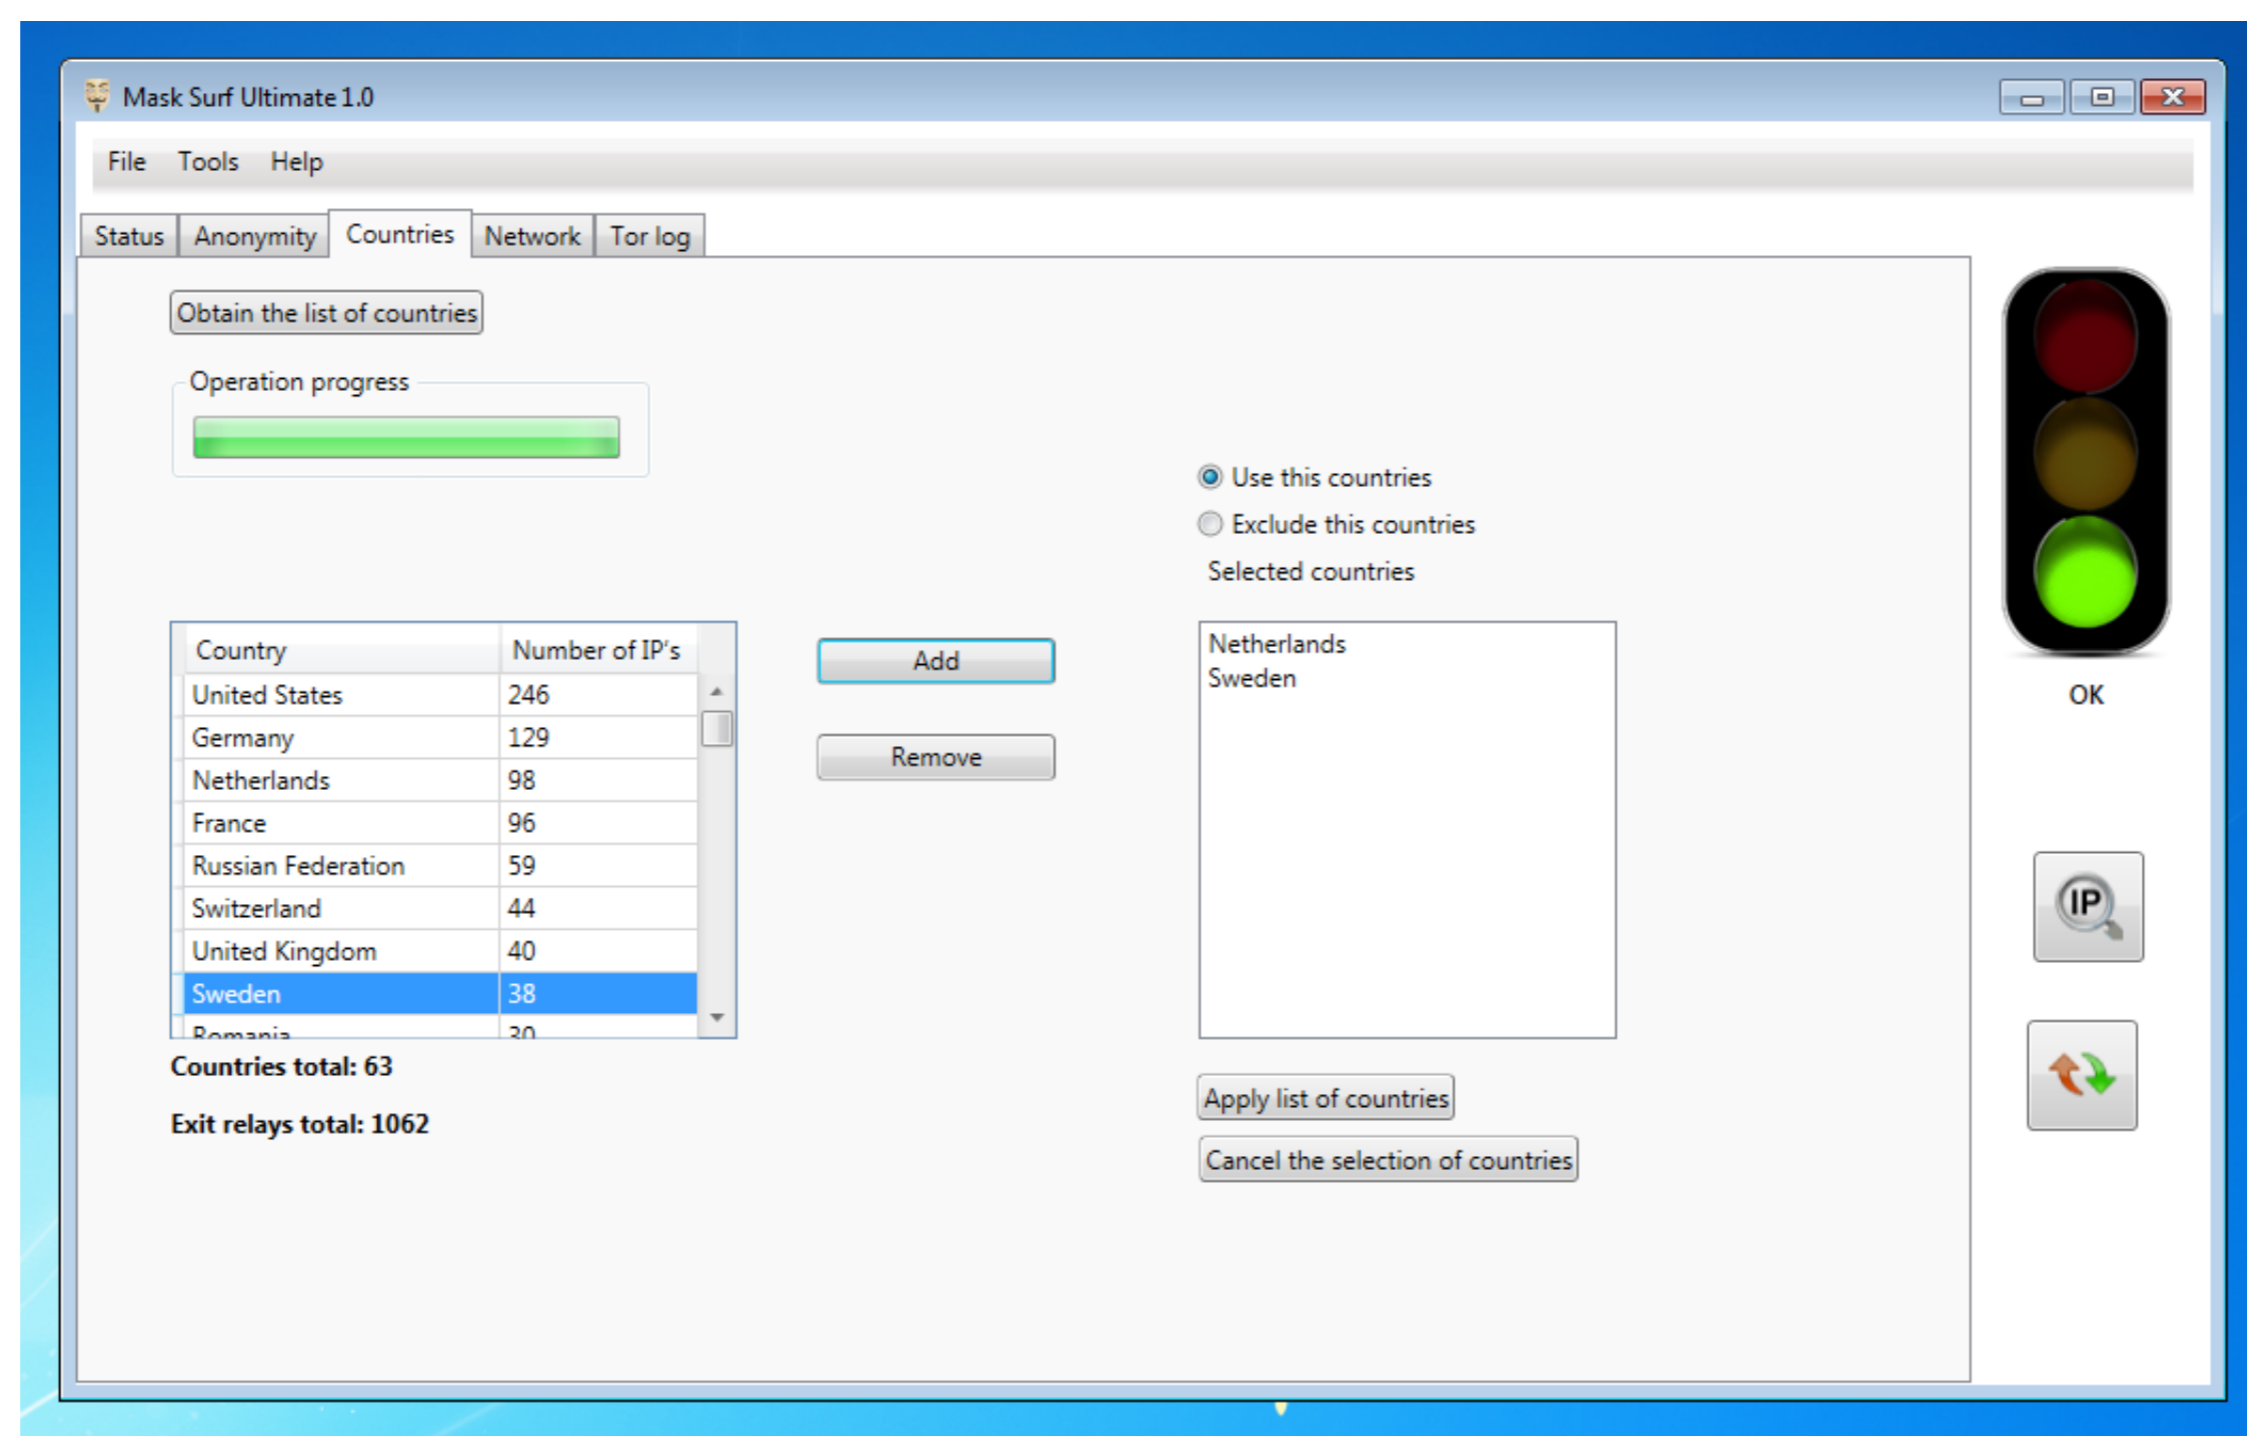 Mask Surf Ultimate 1.0
File Tools Help
Status Anonymity Countries Network Tor log
Obtain the list of countries
Operation progress
Use this countries
Exclude this countries
Selected countries
Country Number of IP's
United States 246
Germany 129
Netherlands 98
France 96
Russian Federation 59
Switzerland 44
United Kingdom 40
Sweden 38
Romania 30
Countries total: 63
Exit relays total: 1062
Add
Remove
Netherlands
Sweden
Apply list of countries
Cancel the selection of countries
OK
IP